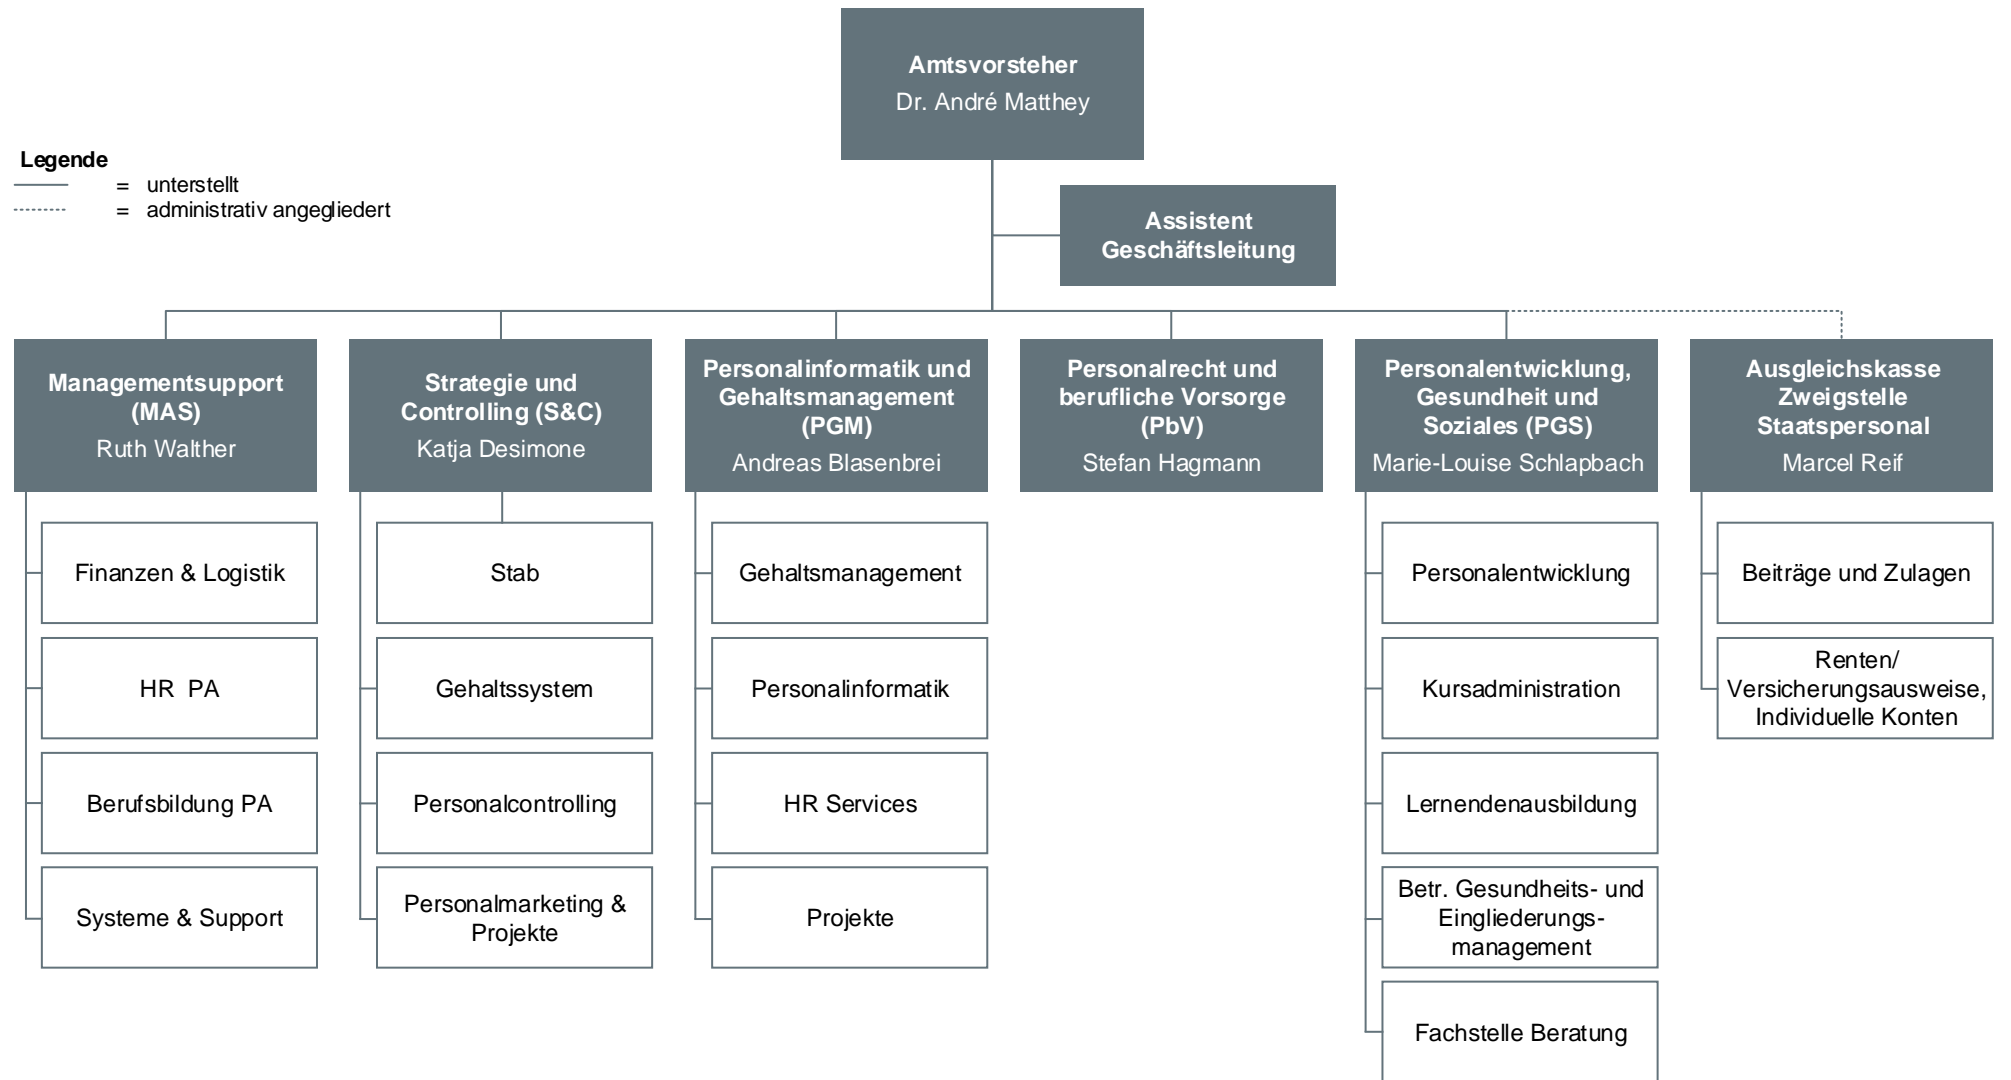 Amtsvorsteher
Dr. André Matthey
Legende
= unterstellt
= administrativ angegliedert
Assistent
Geschäftsleitung
Managementsupport
(MAS)
Ruth Walther
Strategie und
Controlling (S&C)
Katja Desimone
Personalinformatik und
Gehaltsmanagement
(PGM)
Andreas Blasenbrei
Personalrecht und
berufliche Vorsorge
(PbV)
Stefan Hagmann
Personalentwicklung,
Gesundheit und
Soziales (PGS)
Marie-Louise Schlapbach
Ausgleichskasse
Zweigstelle
Staatspersonal
Marcel Reif
Finanzen & Logistik
HR PA
Berufsbildung PA
Systeme & Support
Stab
Gehaltssystem
Personalcontrolling
Personalmarketing &
Projekte
Gehaltsmanagement
Personalinformatik
HR Services
Projekte
Personalentwicklung
Kursadministration
Lernendenausbildung
Betr. Gesundheits- und
Eingliederungs-
management
Fachstelle Beratung
Beiträge und Zulagen
Renten/
Versicherungsausweise,
Individuelle Konten